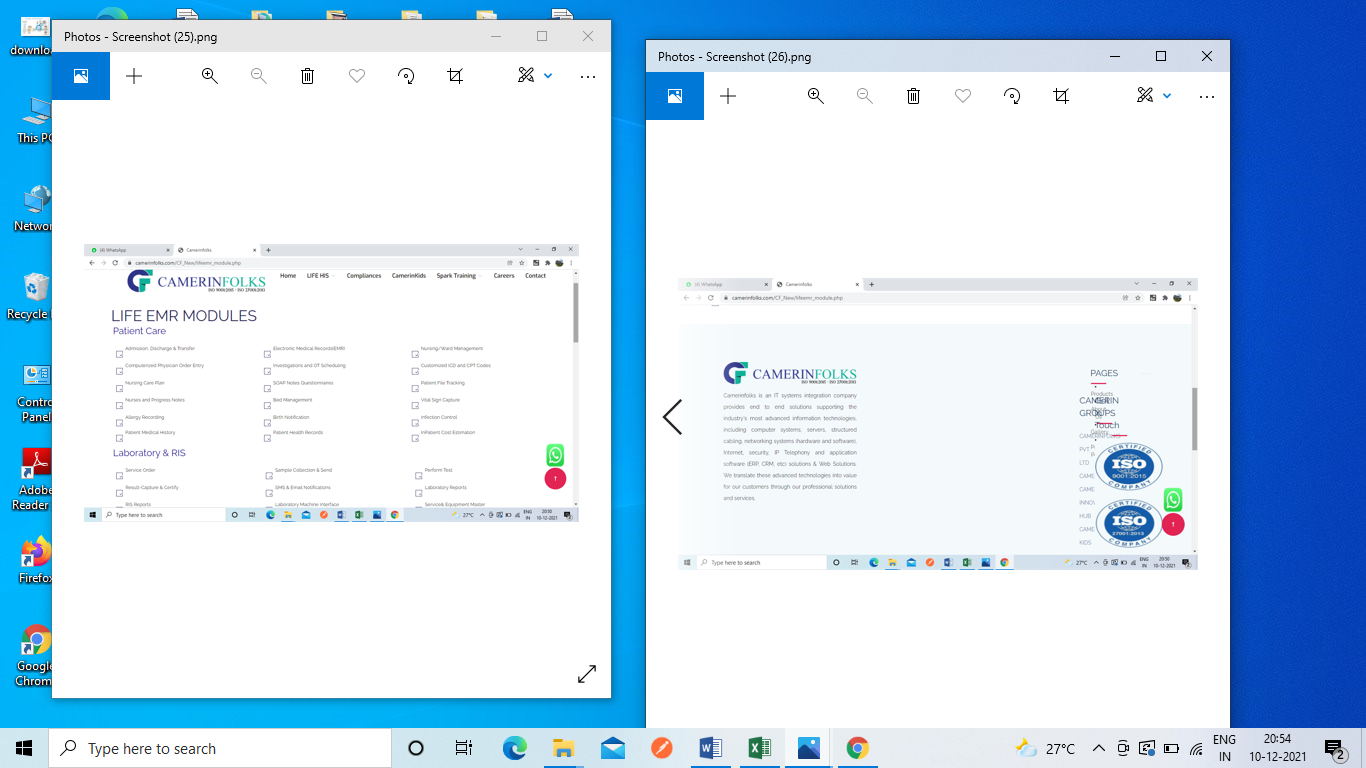 downlo
This PC
Networ
Recycle
Contro
Panel
Adobe
Reader
Firefox
Google
Chrom
Photos - Screenshot (25).png
(4) WhatsApp
Camerinfolks
camerinfolks.com/CF_New/lifeemr_module.php
CAMERINFOLKS
ISO 9001:2015 - ISO 27001:2013
Home LIFE HIS Compliances CamerinKids Spark Training Careers Contact
LIFE EMR MODULES
Patient Care
Admission, Discharge & Transfer Electronic Medical Records(EMR) Nursing/Ward Management
Computerized Physician Order Entry Investigations and OT Scheduling Customized ICD and CPT Codes
Nursing Care Plan SOAP Notes Questionnaires Patient File Tracking
Nurses and Progress Notes Bed Management Vital Sign Capture
Allergy Recording Birth Notification Infection Control
Patient Medical History Patient Health Records InPatient Cost Estimation
Laboratory & RIS
Service Order Sample Collection & Send Perform Test
Result-Capture & Certify SMS & Email Notifications Laboratory Reports
RIS Reports Laboratory Machine Interface Service& Equipment Master
Type here to search
27°C
ENG
IN
20:50
10-12-2021
Photos - Screenshot (26).png
(4) WhatsApp
Camerinfolks
camerinfolks.com/CF_New/lifeemr_module.php
CAMERINFOLKS
ISO 9001:2015 - ISO 27001:2013
Camerinfolks is an IT systems integration company
provides end to end solutions supporting the
industry's most advanced information technologies,
including computer systems, servers, structured
cabling, networking systems (hardware and software),
Internet, security, IP Telephony and application
software (ERP, CRM, etc) solutions & Web Solutions.
We translate these advanced technologies into value
for our customers through our professional solutions
and services.
PAGES
Products
CAMERIN
GROUPS
Touch
Gallery
PVT
LTD
CAME
CAME
INNO
HUB
CAME
KIDS
CERTIFIED
ISO
9001:2015
COMPANY
CERTIFIED
ISO
27001:2013
COMPANY
Type here to search
27°C
ENG
IN
20:50
10-12-2021
Type here to search
27°C
ENG
IN
20:54
10-12-2021
2